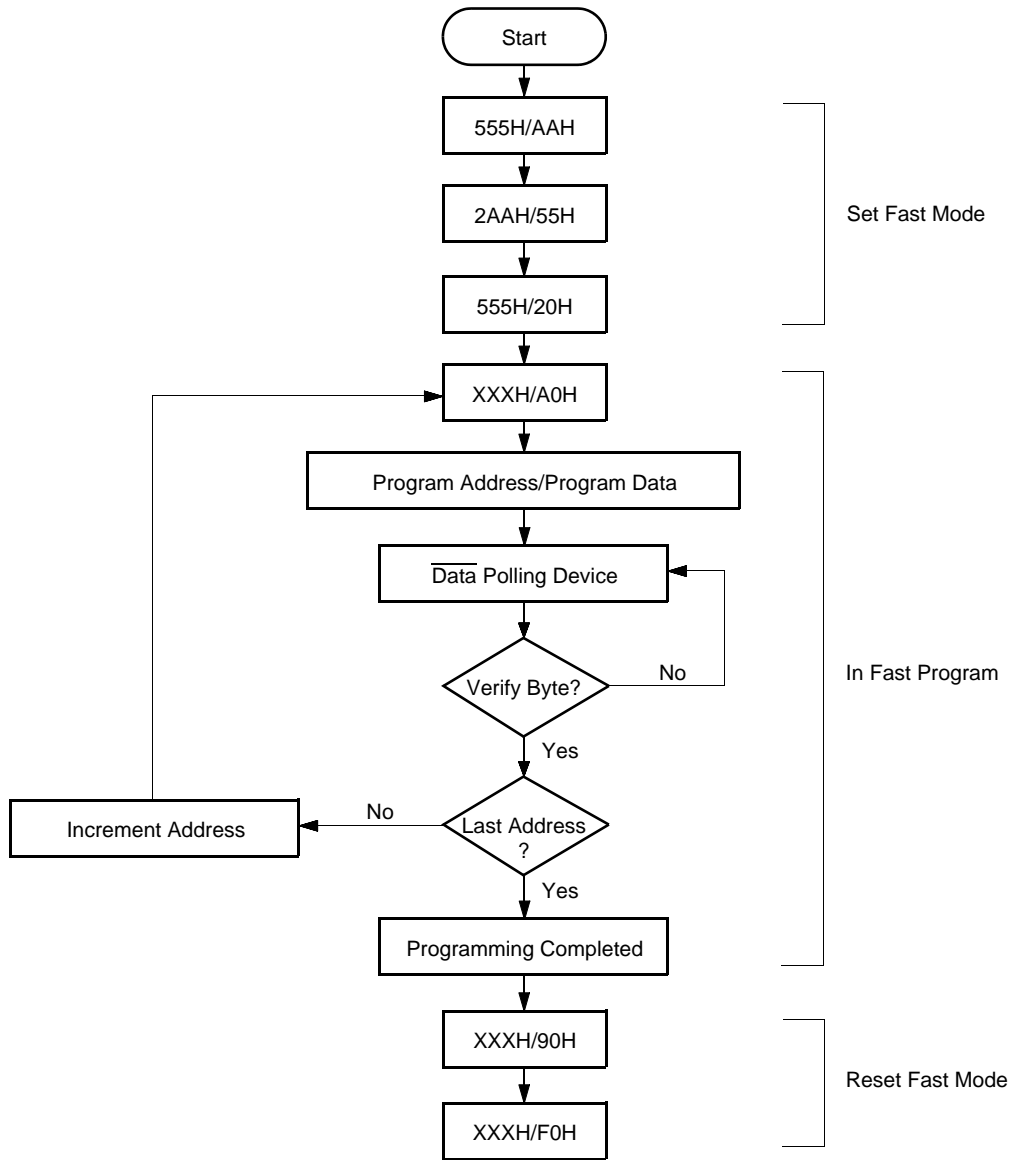 Start
555H/AAH
2AAH/55H
Set Fast Mode
555H/20H
XXXH/A0H
Program Address/Program Data
Data Polling Device
Verify Byte?
No
In Fast Program
Yes
Increment Address
No
Last Address
?
Yes
Programming Completed
XXXH/90H
Reset Fast Mode
XXXH/F0H